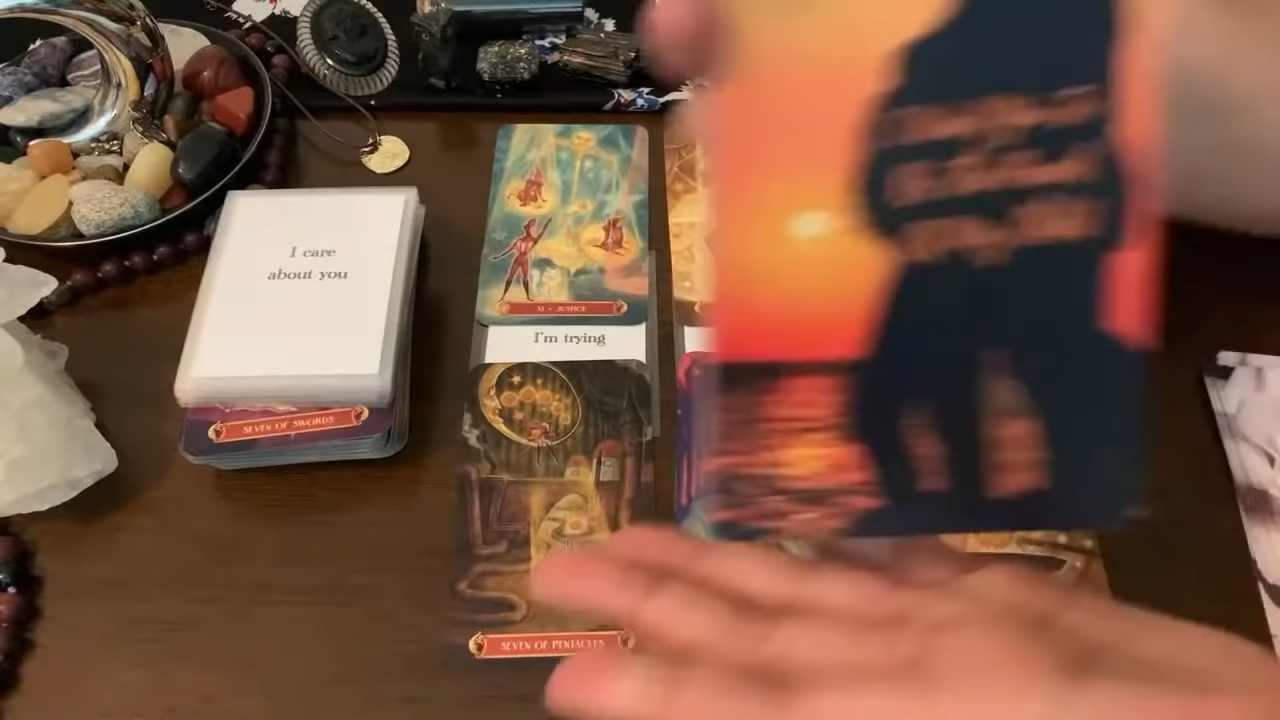 I care
about you
SEVEN OF SWORDS
XI • JUSTICE
I'm trying
SEVEN OF PENTACLES